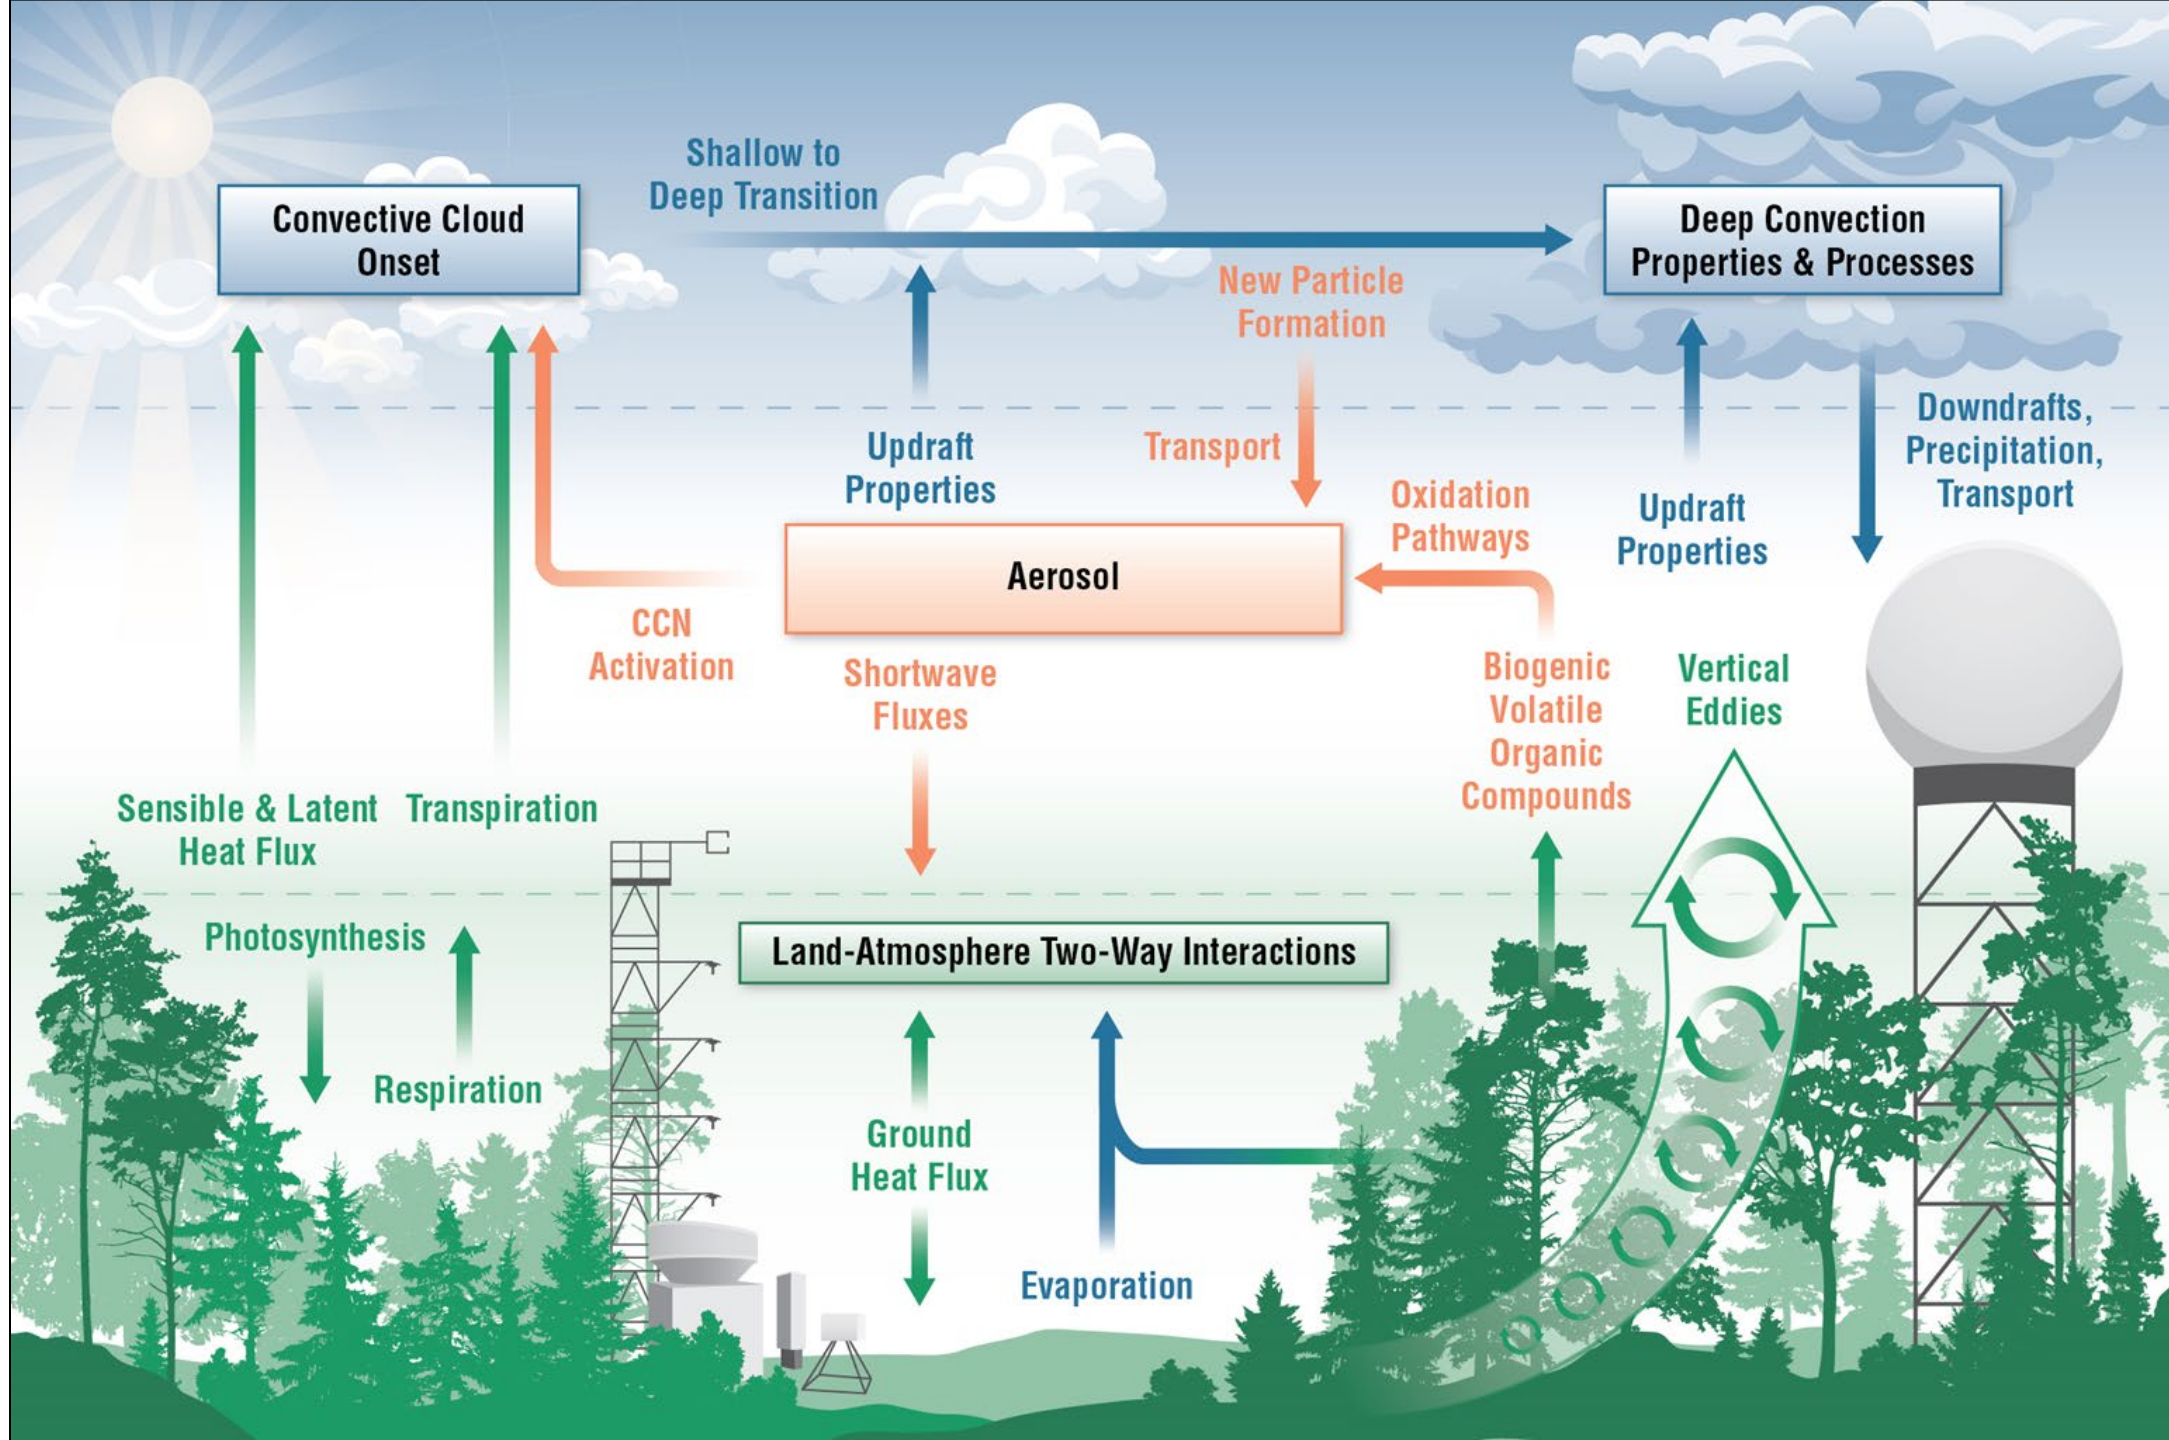 Shallow to
Deep Transition
Convective Cloud
Onset
Deep Convection
Properties & Processes
New Particle
Formation
Updraft
Properties
Transport
Oxidation
Pathways
Updraft
Properties
Downdrafts,
Precipitation,
Transport
Aerosol
CCN
Activation
Shortwave
Fluxes
Biogenic
Volatile
Organic
Compounds
Vertical
Eddies
Sensible & Latent
Heat Flux
Transpiration
Photosynthesis
Respiration
Land-Atmosphere Two-Way Interactions
Ground
Heat Flux
Evaporation